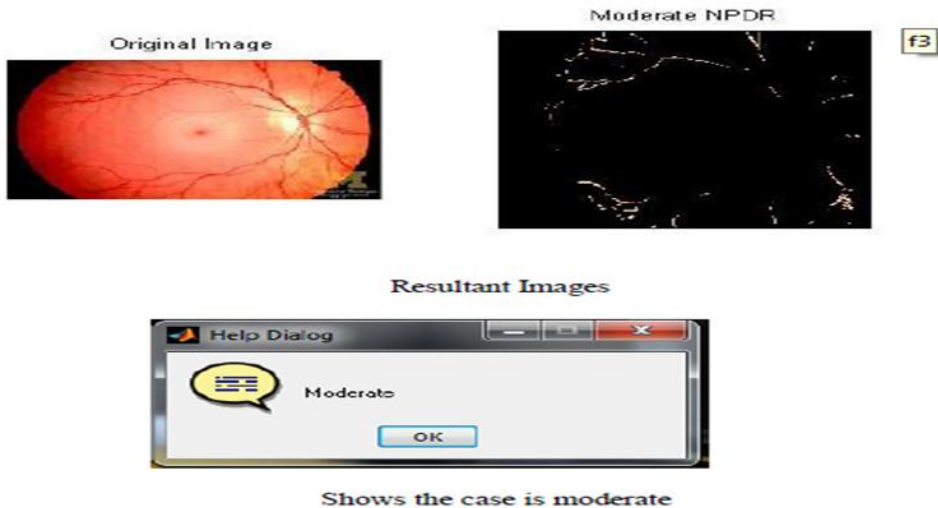 Original Image
Moderate NPDR
f3
Resultant Images
Help Dialog
Moderate
OK
Shows the case is moderate